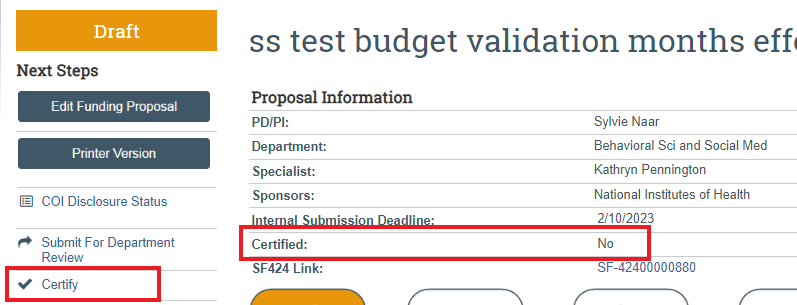 Draft
ss test budget validation months effo
Next Steps
Edit Funding Proposal
Printer Version
COI Disclosure Status
Submit For Department
Review
Certify
Proposal Information
PD/PI: Sylvie Naar
Department: Behavioral Sci and Social Med
Specialist: Kathryn Pennington
Sponsors: National Institutes of Health
Internal Submission Deadline: 2/10/2023
Certified: No
SF424 Link: SF-42400000880